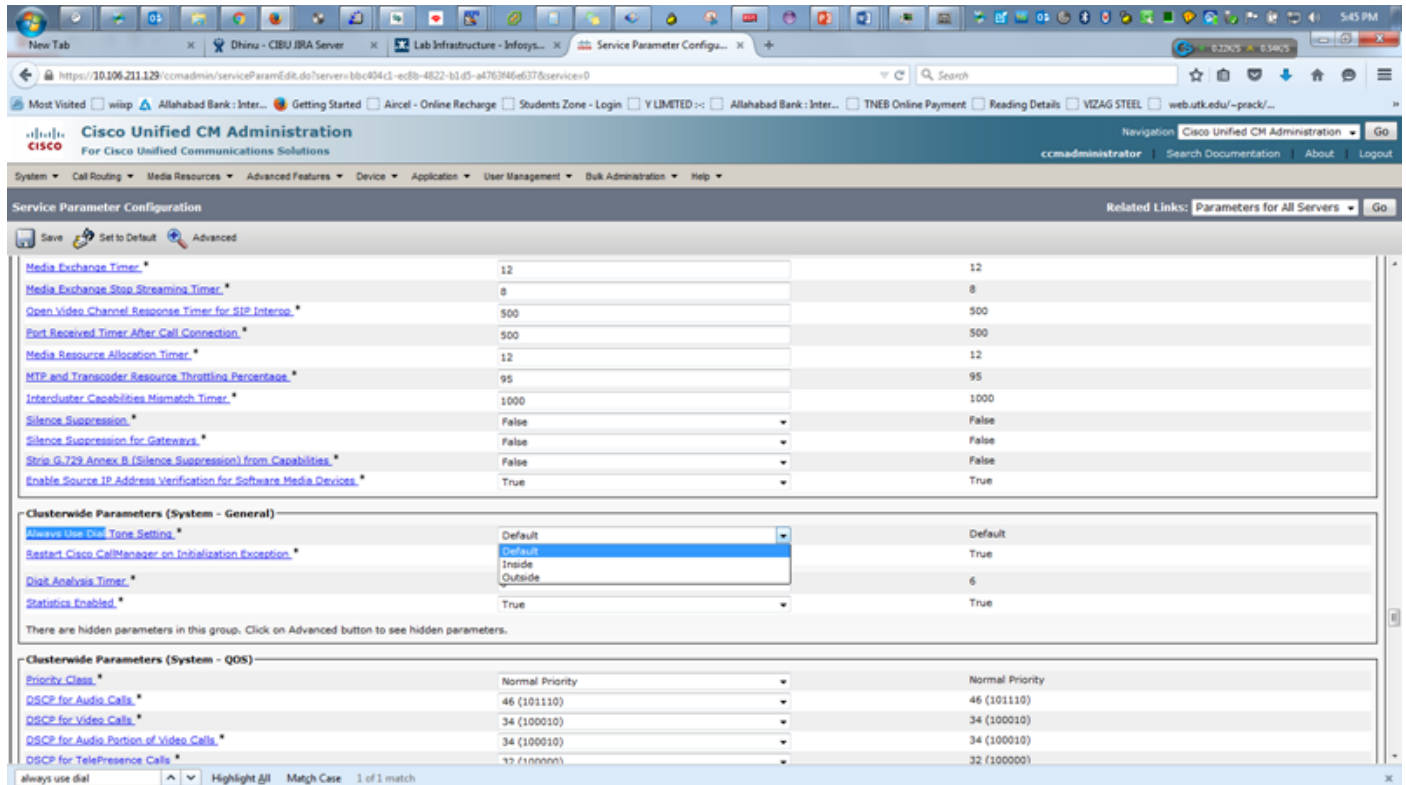 5:45 PM
New Tab
Dhinu - CIBU JIRA Server
Lab Infrastructure - Infosys...
Service Parameter Configu...
https://10.106.211.129/ccmadmin/serviceParamEdit.do?server=bbc404c1-ec8b-4822-b1d5-a4763f46e637&service=0
Search
Most Visited wiixp Allahabad Bank : Inter... Getting Started Aircel - Online Recharge Students Zone - Login Y LIMITED :-: Allahabad Bank : Inter... TNEB Online Payment Reading Details VIZAG STEEL web.utk.edu/~prack/...
CISCO
Cisco Unified CM Administration
For Cisco Unified Communications Solutions
Navigation Cisco Unified CM Administration Go
ccmadministrator | Search Documentation | About | Logout
System Call Routing Media Resources Advanced Features Device Application User Management Bulk Administration Help
Service Parameter Configuration
Related Links: Parameters for All Servers Go
Save Set to Default Advanced
Media Exchange Timer * 12 12
Media Exchange Stop Streaming Timer * 8 8
Open Video Channel Response Timer for SIP Interop * 500 500
Port Received Timer After Call Connection * 500 500
Media Resource Allocation Timer * 12 12
MTP and Transcoder Resource Throttling Percentage * 95 95
Intercluster Capabilities Mismatch Timer * 1000 1000
Silence Suppression * False False
Silence Suppression for Gateways * False False
Strip G.729 Annex B (Silence Suppression) from Capabilities * False False
Enable Source IP Address Verification for Software Media Devices * True True
Clusterwide Parameters (System - General)
Always Use Dial Tone Setting * Default Default
Default
Restart Cisco CallManager on Initialization Exception * True
Inside
Outside
Digit Analysis Timer * 6
Statistics Enabled * True True
There are hidden parameters in this group. Click on Advanced button to see hidden parameters.
Clusterwide Parameters (System - QOS)
Priority Class * Normal Priority Normal Priority
DSCP for Audio Calls * 46 (101110) 46 (101110)
DSCP for Video Calls * 34 (100010) 34 (100010)
DSCP for Audio Portion of Video Calls * 34 (100010) 34 (100010)
DSCP for TelePresence Calls * 32 (100000) 32 (100000)
always use dial Highlight All Match Case 1 of 1 match